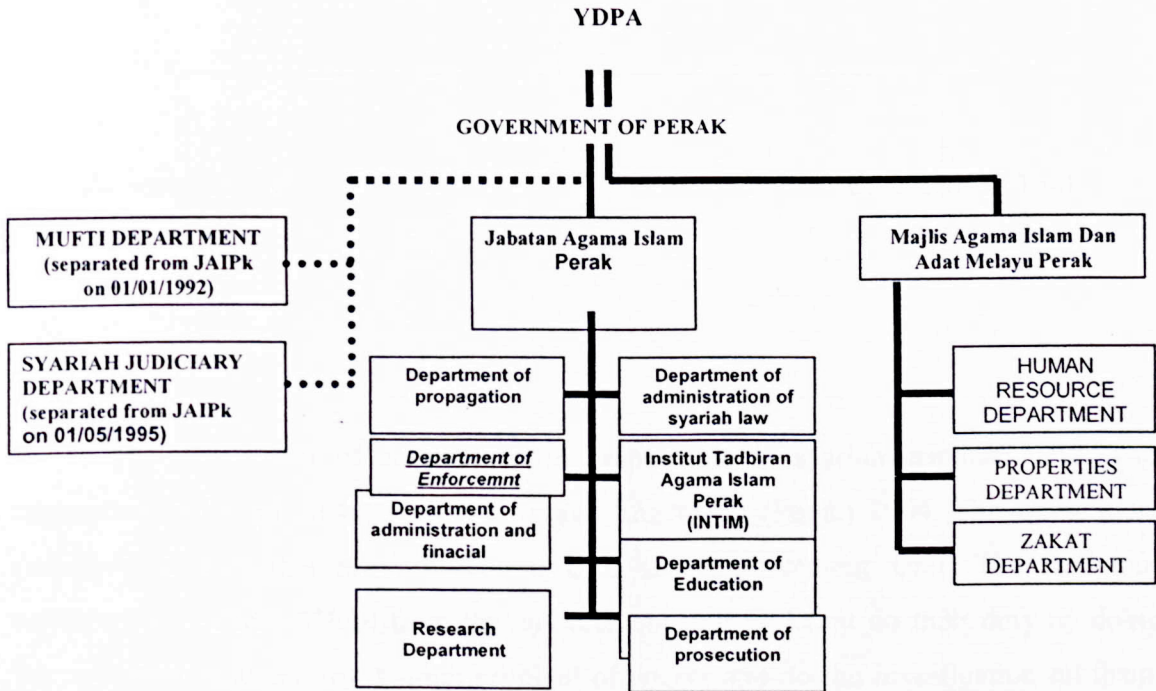 YDPA
GOVERNMENT OF PERAK
MUFTI DEPARTMENT
(separated from JAIPk
on 01/01/1992)
SYARIAH JUDICIARY
DEPARTMENT
(separated from JAIPk
on 01/05/1995)
Jabatan Agama Islam
Perak
Majlis Agama Islam Dan
Adat Melayu Perak
Department of
propagation
Department of
administration of
syariah law
Department of
Enforcemnt
Institut Tadbiran
Agama Islam
Perak
(INTIM)
Department of
administration and
finacial
Department of
Education
Research
Department
Department of
prosecution
HUMAN
RESOURCE
DEPARTMENT
PROPERTIES
DEPARTMENT
ZAKAT
DEPARTMENT